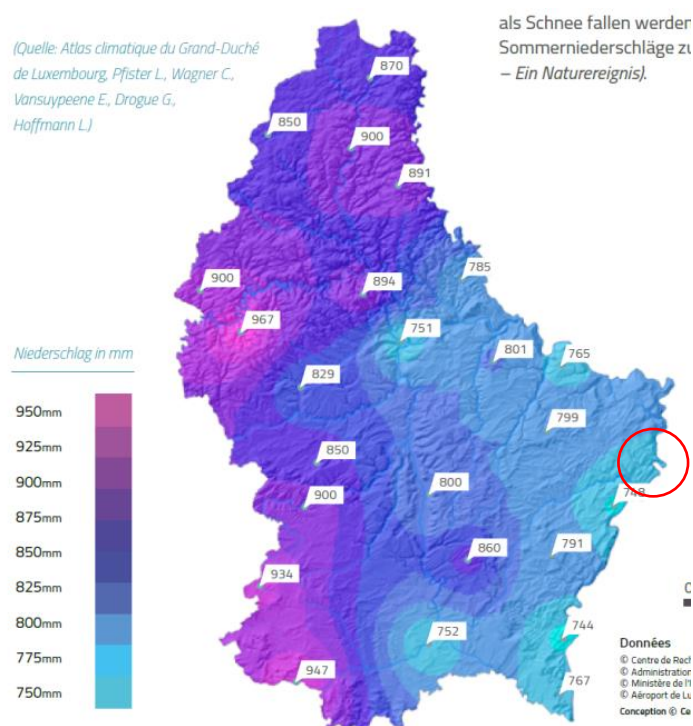 (Quelle: Atlas climatique du Grand-Duché
de Luxembourg, Pfister L., Wagner C.,
Vansuypeene E., Drogue G.,
Hoffmann L.)
als Schnee fallen werden
Sommerniederschläge zu
– Ein Naturereignis).
870
850
900
891
785
900
894
967
751
801
765
829
799
850
800
748
900
860
791
934
752
744
947
767
Niederschlag in mm
950mm
925mm
900mm
875mm
850mm
825mm
800mm
775mm
750mm
Données
© Centre de Rech
© Administration
© Ministère de l'I
© Aéroport de Lu
Conception © Ce